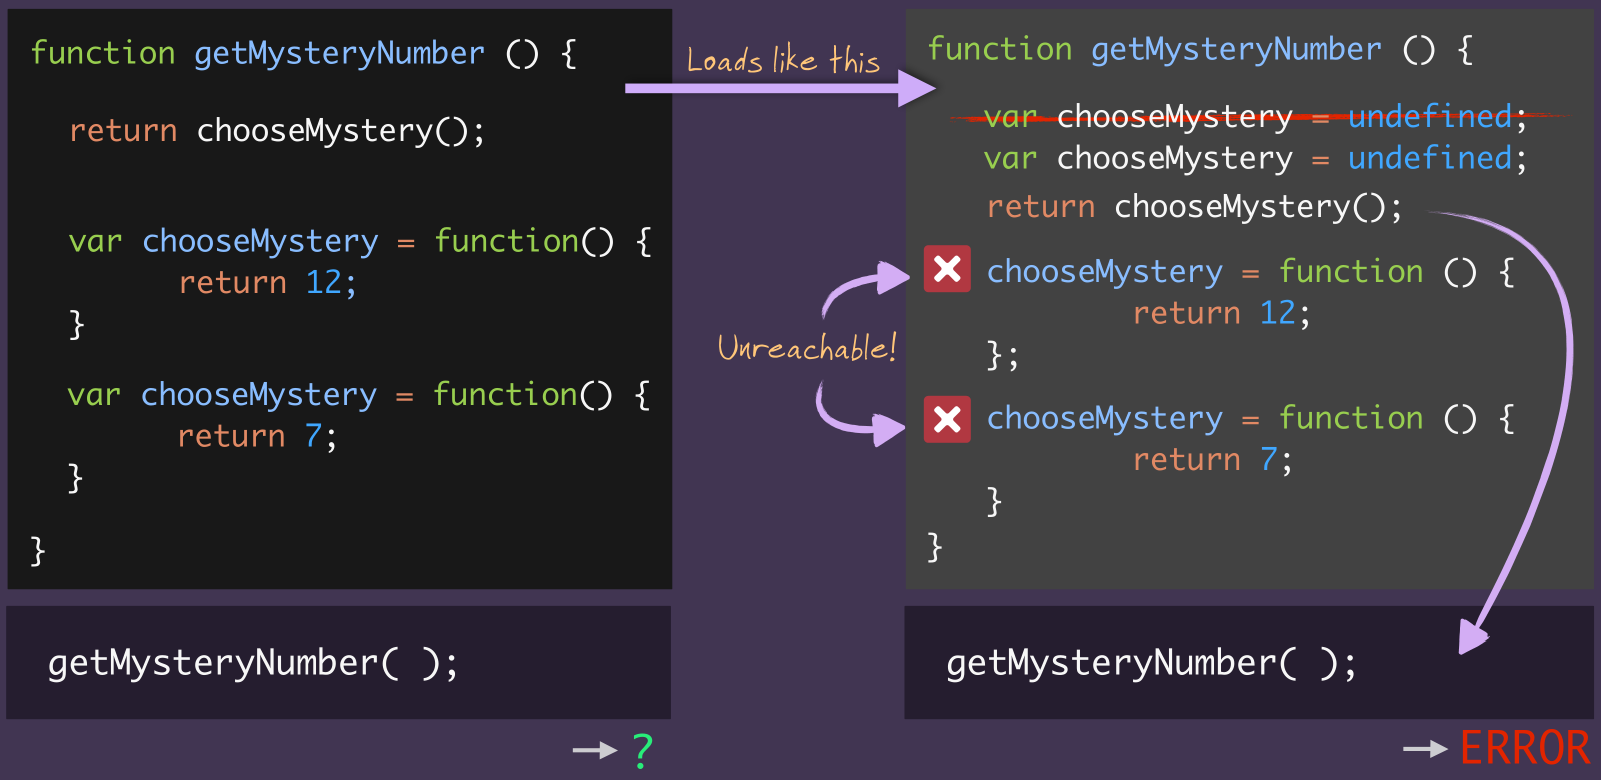 function getMysteryNumber () {
return chooseMystery();
var chooseMystery = function() {
return 12;
}
var chooseMystery = function() {
return 7;
}
}
getMysteryNumber( );
→ ?
Loads like this
Unreachable!
function getMysteryNumber () {
var chooseMystery = undefined;
var chooseMystery = undefined;
return chooseMystery();
chooseMystery = function () {
return 12;
};
chooseMystery = function () {
return 7;
}
}
getMysteryNumber( );
→ ERROR